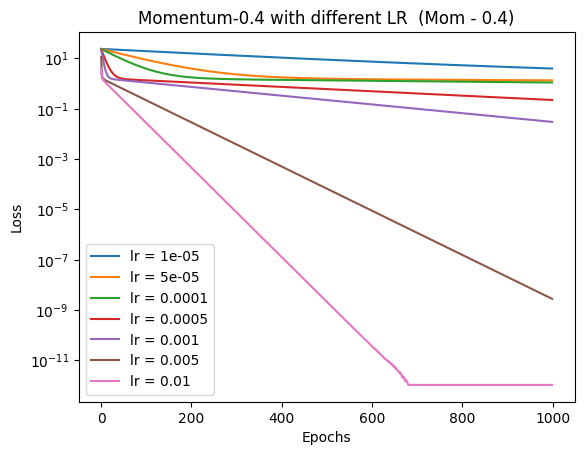 Momentum-0.4 with different LR  (Mom - 0.4)
Loss
10^1
10^-1
10^-3
10^-5
10^-7
10^-9
10^-11
lr = 1e-05
lr = 5e-05
lr = 0.0001
lr = 0.0005
lr = 0.001
lr = 0.005
lr = 0.01
0 200 400 600 800 1000
Epochs